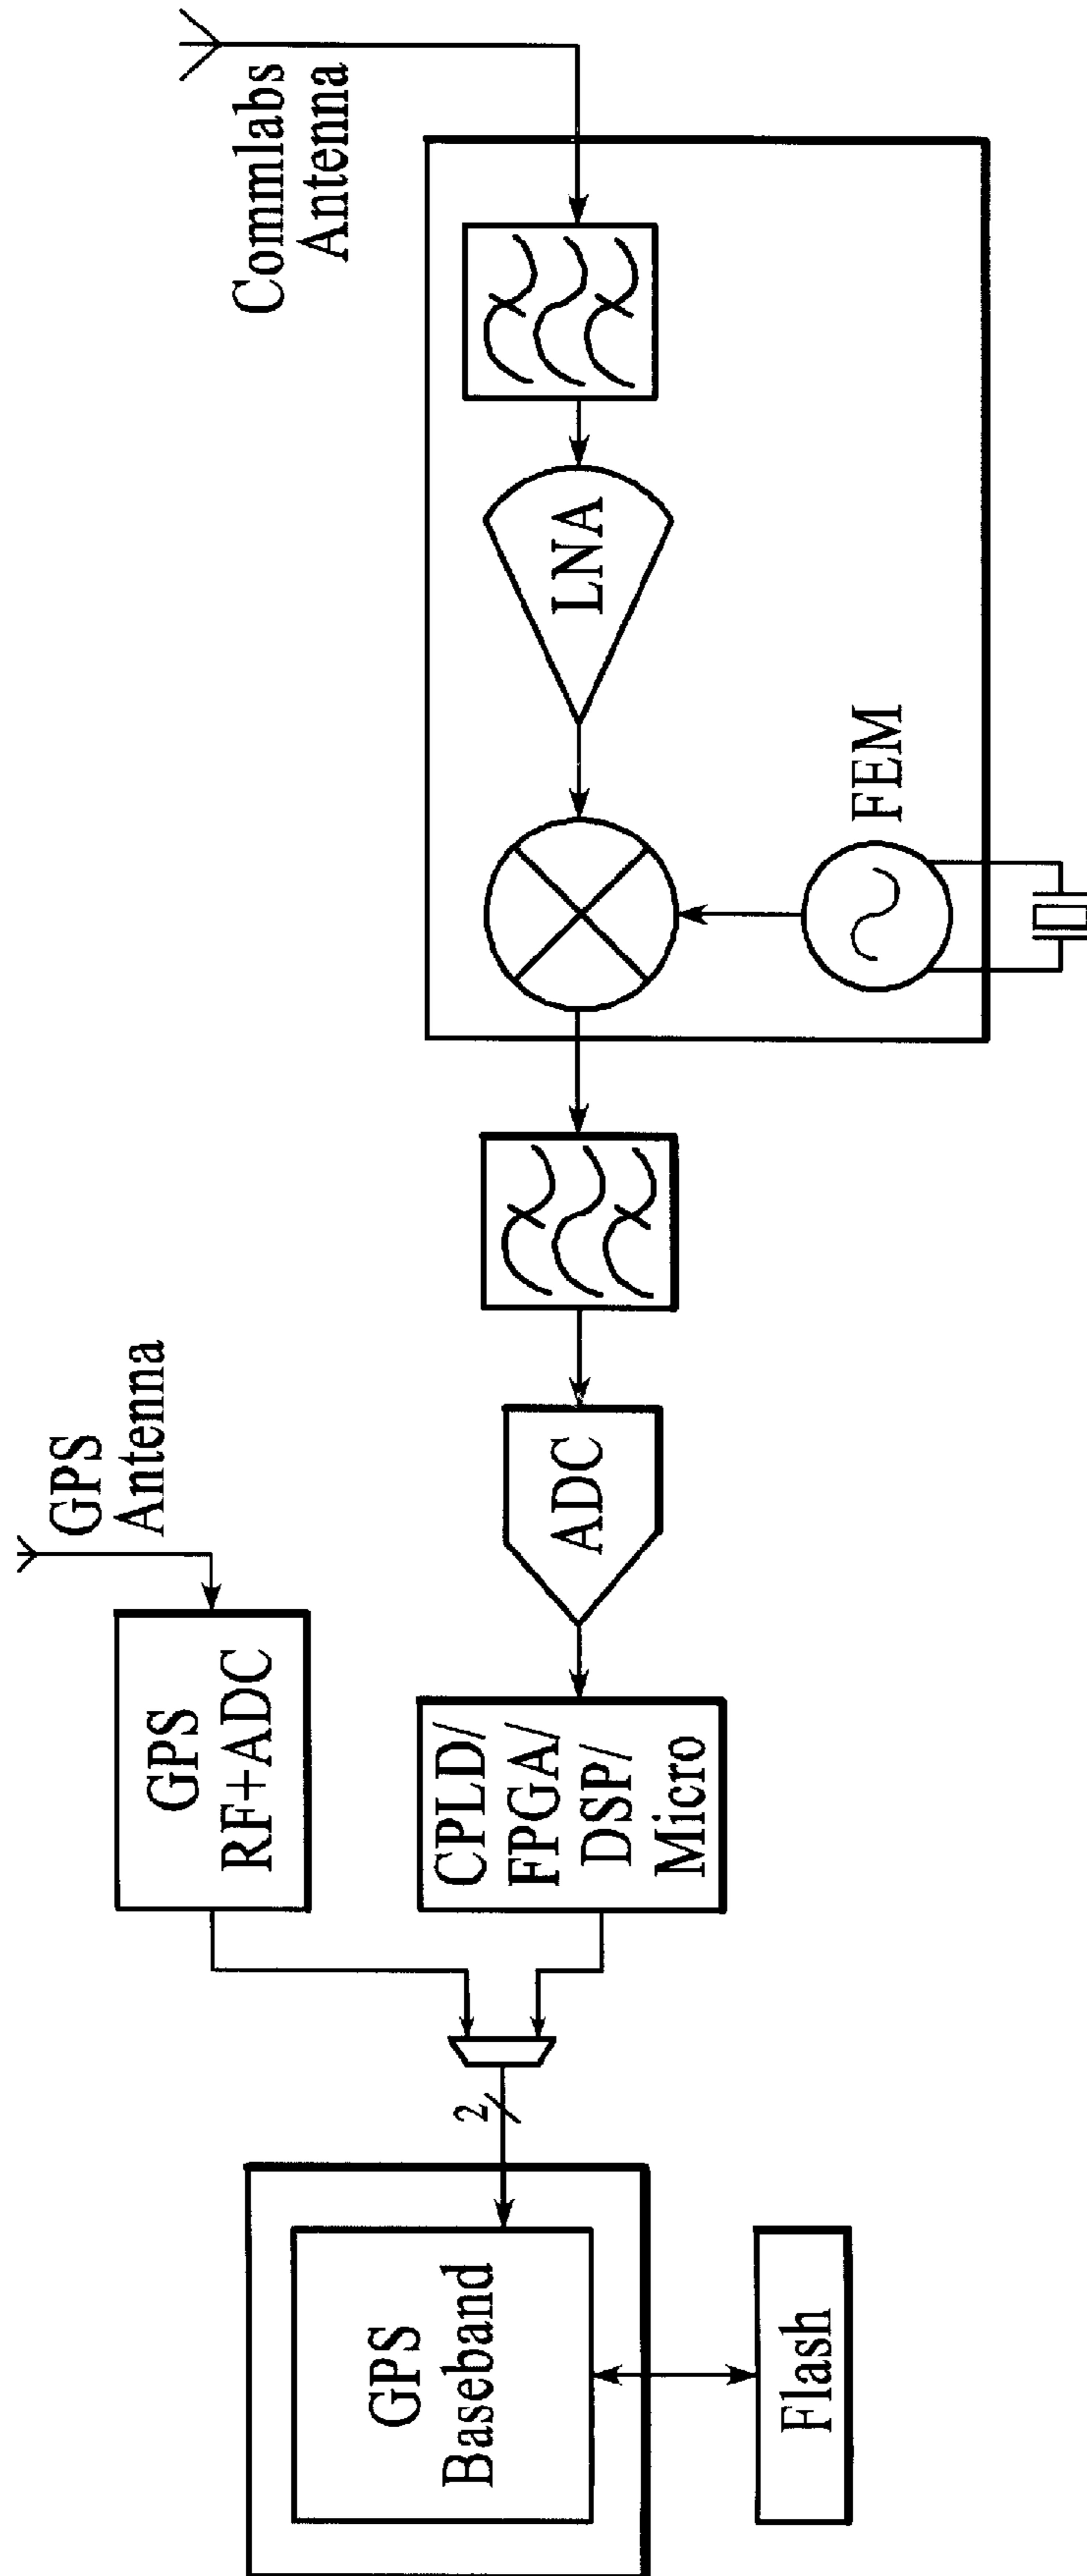 Commlabs
Antenna
LNA
FEM
GPS
Antenna
ADC
GPS
RF+ADC
CPLD/
FPGA/
DSP/
Micro
2
GPS
Baseband
Flash